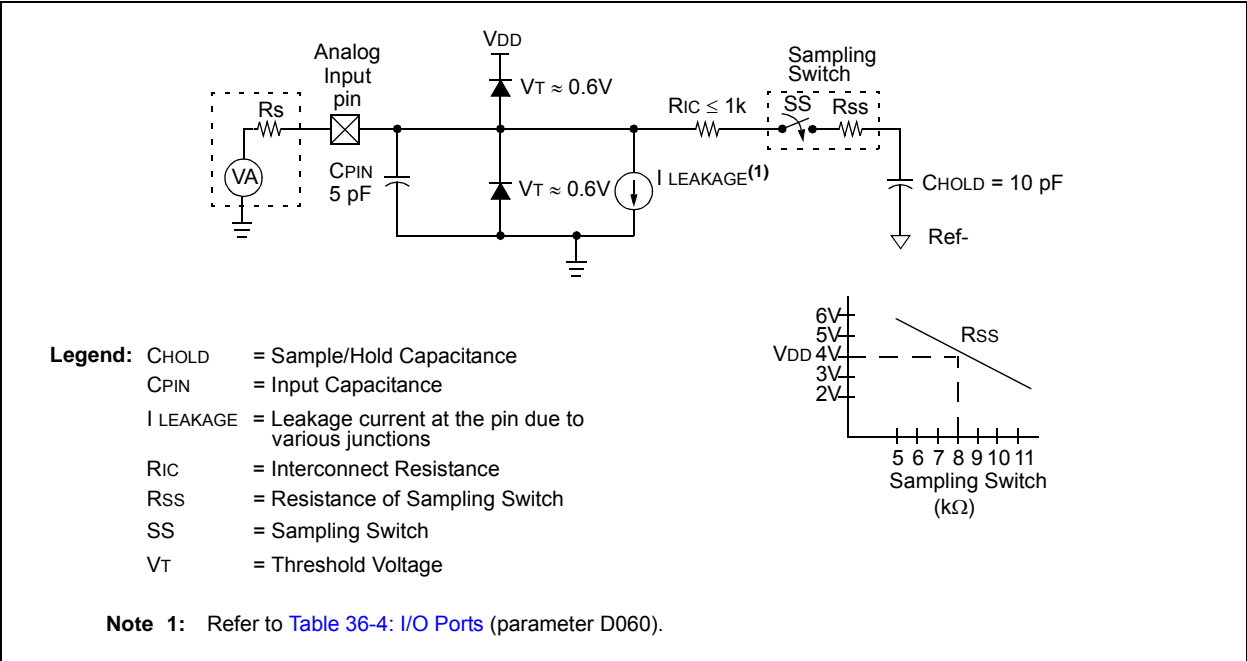 VDD
Analog
Input
pin
Sampling
Switch
VT ≈ 0.6V
Rs
RIC ≤ 1k
SS
Rss
VA
CPIN
5 pF
VT ≈ 0.6V
I LEAKAGE(1)
CHOLD = 10 pF
Ref-
6V
5V
VDD 4V
3V
2V
RSS
5 6 7 8 9 10 11
Sampling Switch
(kΩ)
Legend: CHOLD = Sample/Hold Capacitance
CPIN = Input Capacitance
I LEAKAGE = Leakage current at the pin due to
various junctions
RIC = Interconnect Resistance
RSS = Resistance of Sampling Switch
SS = Sampling Switch
VT = Threshold Voltage
Note 1: Refer to Table 36-4: I/O Ports (parameter D060).